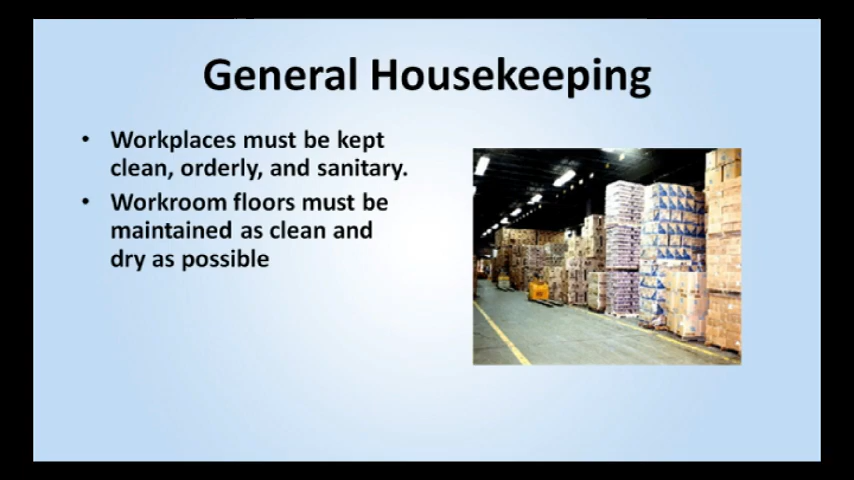 General Housekeeping
• Workplaces must be kept
clean, orderly, and sanitary.
• Workroom floors must be
maintained as clean and
dry as possible